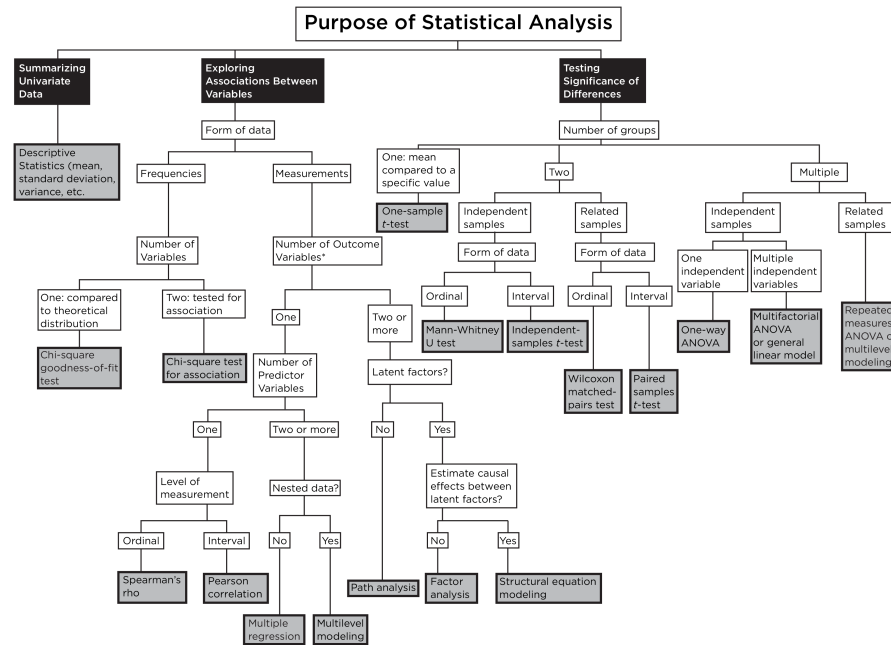 Purpose of Statistical Analysis
Summarizing
Univariate
Data
Exploring
Associations Between
Variables
Testing
Significance of
Differences
Descriptive
Statistics (mean,
standard deviation,
variance, etc.
Form of data
Frequencies
Measurements
Number of
Variables
Number of Outcome
Variables*
One: compared
to theoretical
distribution
Two: tested for
association
Chi-square
goodness-of-fit
test
Chi-square test
for association
One
Two or
more
Number of
Predictor
Variables
Latent factors?
One
Two or more
No
Yes
Level of
measurement
Nested data?
Estimate causal
effects between
latent factors?
Ordinal
Interval
No
Yes
No
Yes
Spearman's
rho
Pearson
correlation
Multiple
regression
Multilevel
modeling
Path analysis
Factor
analysis
Structural equation
modeling
Number of groups
One: mean
compared to a
specific value
Two
Multiple
One-sample
t-test
Independent
samples
Related
samples
Independent
samples
Related
samples
Form of data
Form of data
One
independent
variable
Multiple
independent
variables
Ordinal
Interval
Ordinal
Interval
Mann-Whitney
U test
Independent-
samples t-test
Wilcoxon
matched-
pairs test
Paired
samples
t-test
One-way
ANOVA
Multifactorial
ANOVA
or general
linear model
Repeated
measures
ANOVA o
multilevel
modeling